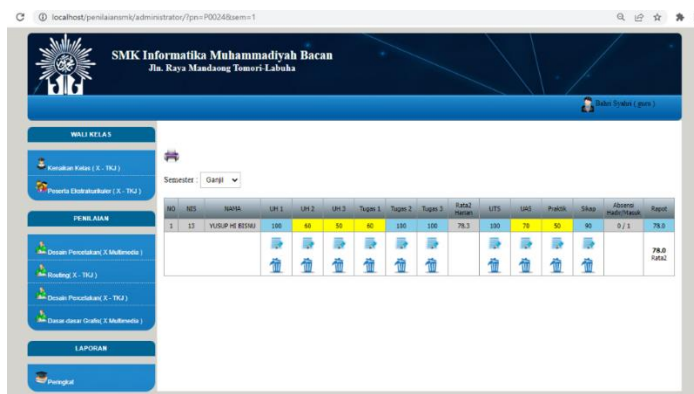 localhost/penilaiansmk/administrator/?pn=P0024&sem=1
SMK Informatika Muhammadiyah Bacan
Jln. Raya Mandaong Tomori-Labuha
( guru )
WALI KELAS
Kenaikan Kelas ( X - TKJ )
Peserta Ekstrakurikuler ( X - TKJ )
PENILAIAN
Desain Percetakan( X Multimedia )
Routing( X - TKJ )
Desain Percetakan( X - TKJ )
Dasar-dasar Grafis( X Multimedia )
LAPORAN
Peringkat
Semester : Ganjil
NO NIS NAMA UH 1 UH 2 UH 3 Tugas 1 Tugas 2 Tugas 3 Rata2 Harian UTS UAS Praktik Sikap Absensi Hadir/Masuk Rapot
1 13 YUSUP HI BISNU 100 60 50 60 100 100 78.3 100 78 50 90 0 / 1 78.0
78.0
Rata2